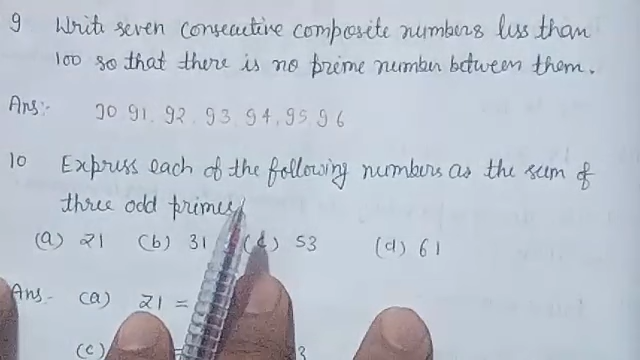 9 Write seven consecutive composite numbers less than
100 so that there is no prime number between them.
Ans:- 90 91, 92, 93, 94, 95, 96
10 Express each of the following numbers as the sum of
three odd primes
(a) 21 (b) 31 (c) 53 (d) 61
Ans- (a) 21 =
(c) 3